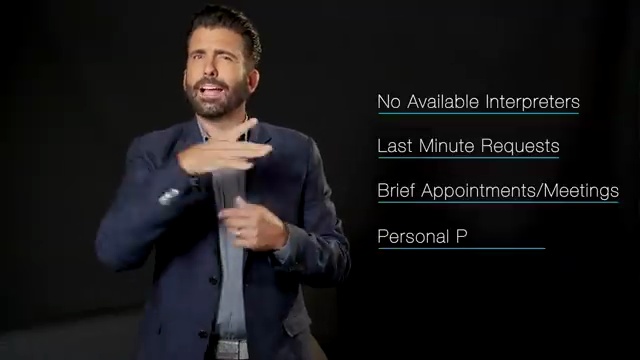 No Available Interpreters
Last Minute Requests
Brief Appointments/Meetings
Personal P